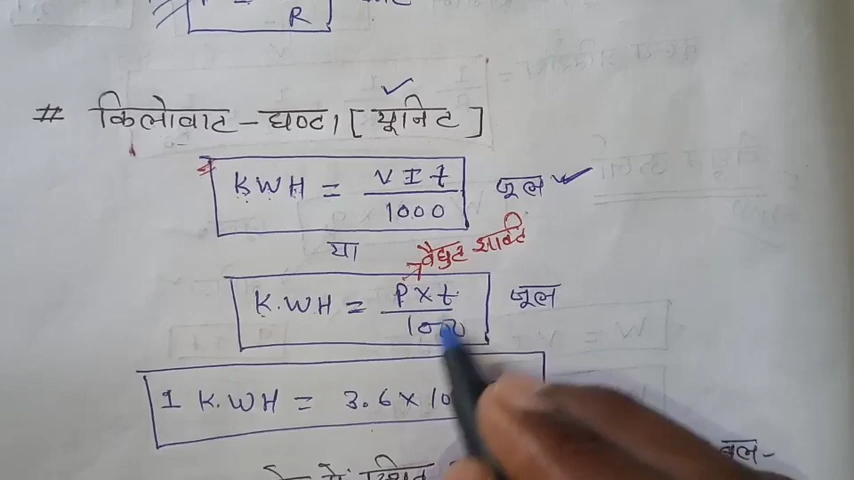 R
# किलोवाट - घण्टा [ यूनिट ]
KWH = VIt / 1000 जूल
या
वैद्युत शक्ति
K.WH = P×t / 1000 जूल
1 K.WH = 3.6×10
में स्थित